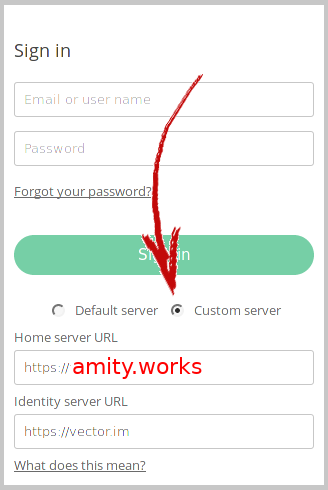 Sign in
Email or user name
Password
Forgot your password?
Sign in
Default server Custom server
Home server URL
https:// amity.works
Identity server URL
https://vector.im
What does this mean?